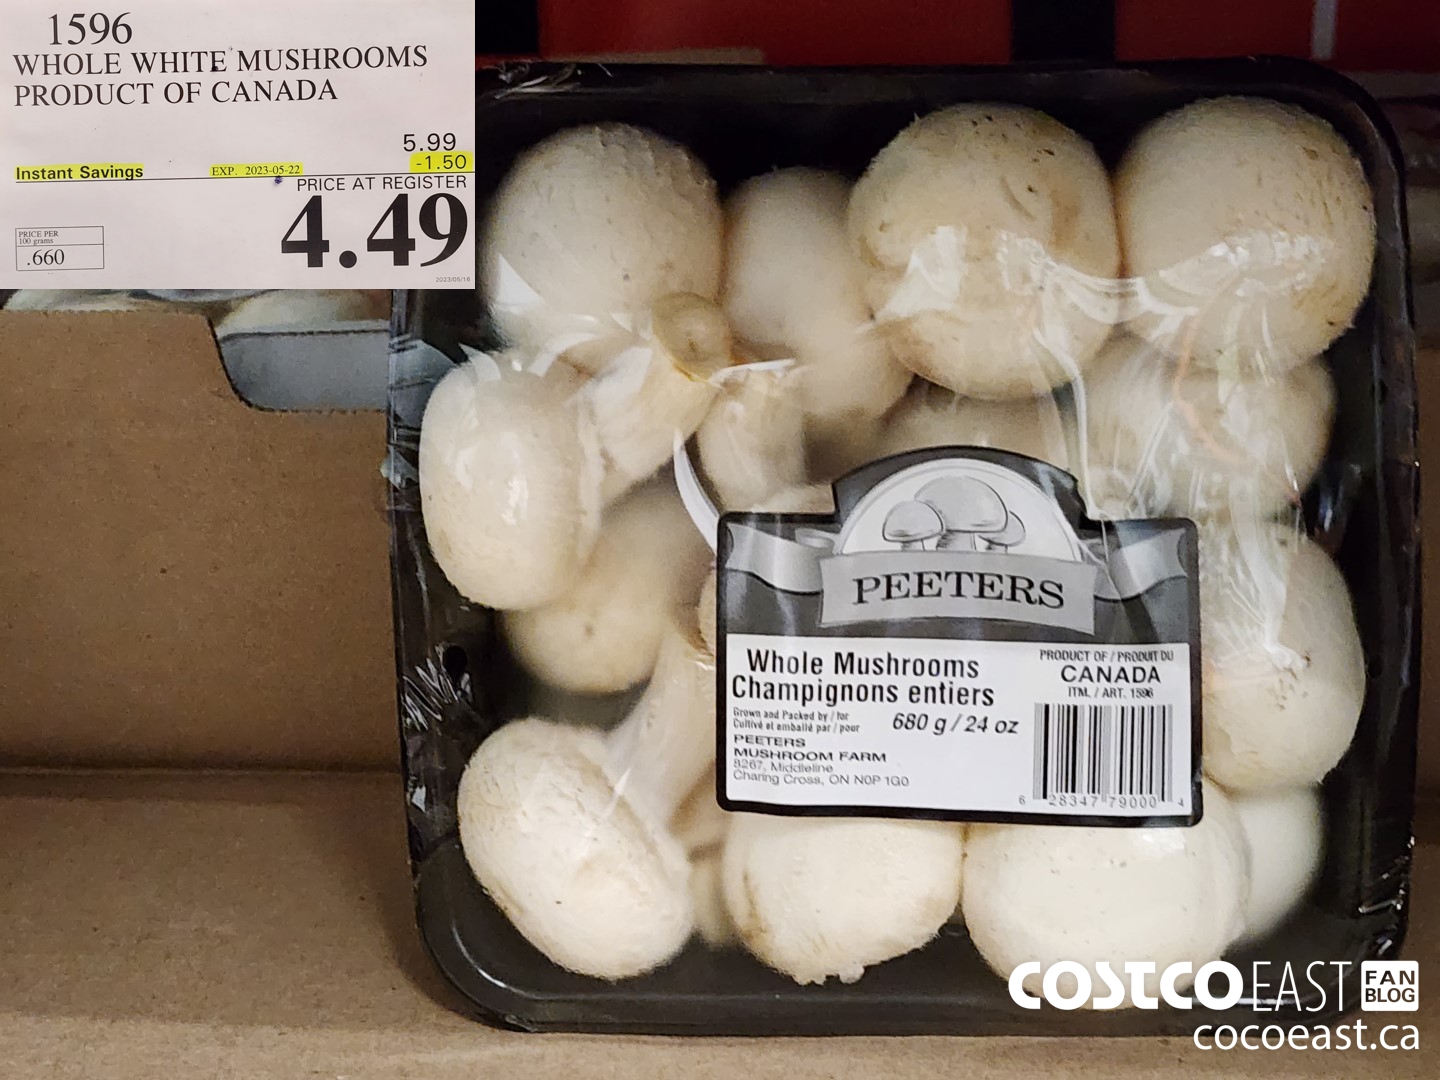 1596
WHOLE WHITE MUSHROOMS
PRODUCT OF CANADA
5.99
Instant Savings EXP. 2023-05-22 -1.50
PRICE AT REGISTER
4.49
PRICE PER
100 grams
.660
2023/05/16
PEETERS
Whole Mushrooms
Champignons entiers
680 g / 24 oz
Grown and Packed by / for
Cultivé et emballé par / pour
PEETERS
MUSHROOM FARM
8267, Middleline
Charing Cross, ON N0P 1G0
PRODUCT OF / PRODUIT DU
CANADA
ITM. / ART. 1596
6 28347 79000 4
COSTCO EAST FAN BLOG
cocoeast.ca